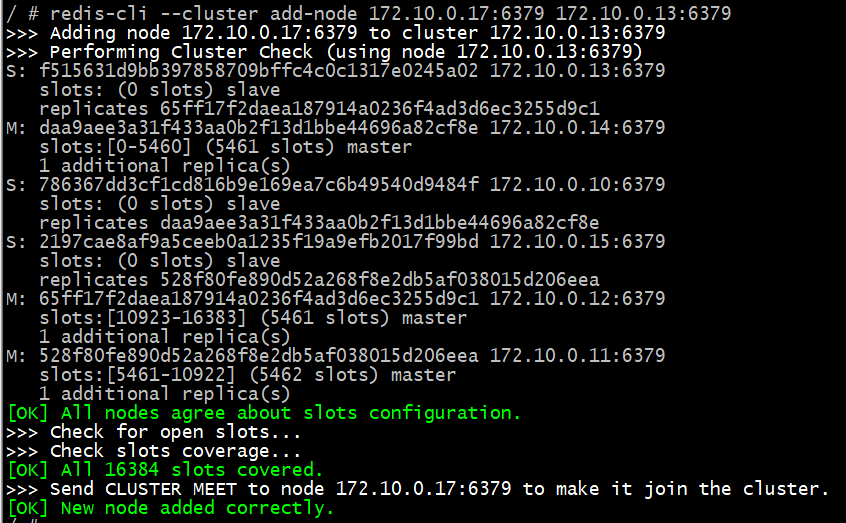 / # redis-cli --cluster add-node 172.10.0.17:6379 172.10.0.13:6379
>>> Adding node 172.10.0.17:6379 to cluster 172.10.0.13:6379
>>> Performing Cluster Check (using node 172.10.0.13:6379)
S: f515631d9bb397858709bffc4c0c1317e0245a02 172.10.0.13:6379
slots: (0 slots) slave
replicates 65ff17f2daea187914a0236f4ad3d6ec3255d9c1
M: daa9aee3a31f433aa0b2f13d1bbe44696a82cf8e 172.10.0.14:6379
slots:[0-5460] (5461 slots) master
1 additional replica(s)
S: 786367dd3cf1cd816b9e169ea7c6b49540d9484f 172.10.0.10:6379
slots: (0 slots) slave
replicates daa9aee3a31f433aa0b2f13d1bbe44696a82cf8e
S: 2197cae8af9a5ceeb0a1235f19a9efb2017f99bd 172.10.0.15:6379
slots: (0 slots) slave
replicates 528f80fe890d52a268f8e2db5af038015d206eea
M: 65ff17f2daea187914a0236f4ad3d6ec3255d9c1 172.10.0.12:6379
slots:[10923-16383] (5461 slots) master
1 additional replica(s)
M: 528f80fe890d52a268f8e2db5af038015d206eea 172.10.0.11:6379
slots:[5461-10922] (5462 slots) master
1 additional replica(s)
[OK] All nodes agree about slots configuration.
>>> Check for open slots...
>>> Check slots coverage...
[OK] All 16384 slots covered.
>>> Send CLUSTER MEET to node 172.10.0.17:6379 to make it join the cluster.
[OK] New node added correctly.
/ #